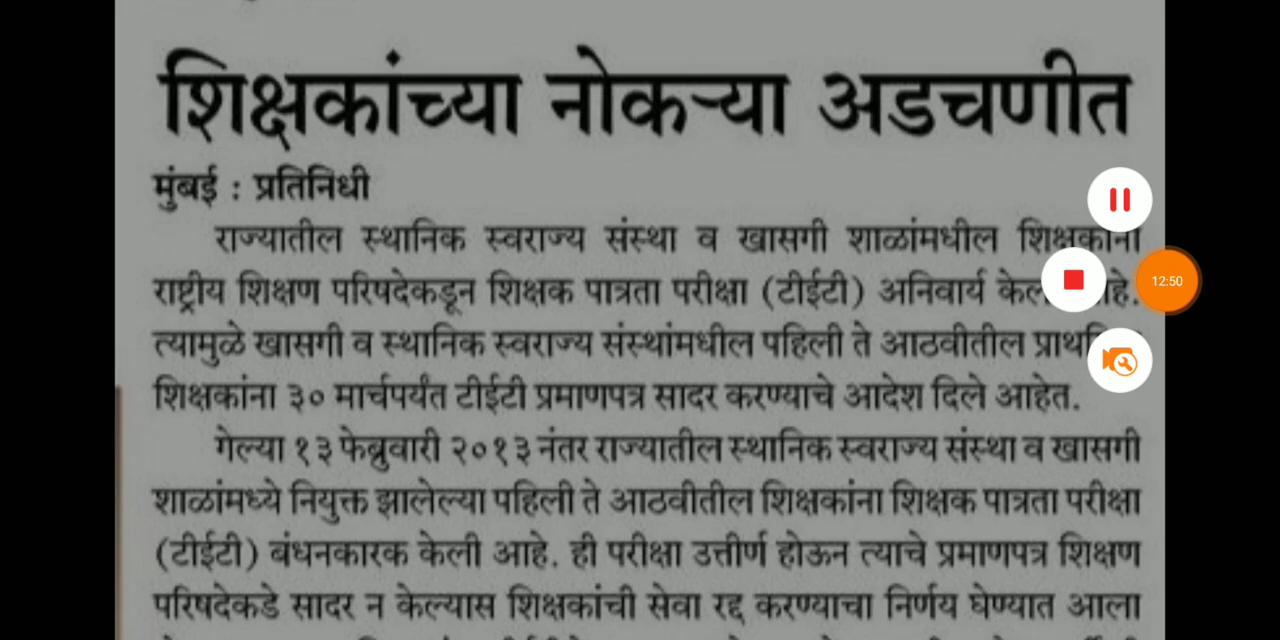 शिक्षकांच्या नोकऱ्या अडचणीत
मुंबई : प्रतिनिधी
राज्यातील स्थानिक स्वराज्य संस्था व खासगी शाळांमधील शिक्षकांना
राष्ट्रीय शिक्षण परिषदेकडून शिक्षक पात्रता परीक्षा (टीईटी) अनिवार्य
त्यामुळे खासगी व स्थानिक स्वराज्य संस्थांमधील पहिली ते आठवीतील
शिक्षकांना ३० मार्चपर्यंत टीईटी प्रमाणपत्र सादर करण्याचे आदेश दिले आहेत.
गेल्या १३ फेब्रुवारी २०१३ नंतर राज्यातील स्थानिक स्वराज्य संस्था व खासगी
शाळांमध्ये नियुक्त झालेल्या पहिली ते आठवीतील शिक्षकांना शिक्षक पात्रता परीक्षा
(टीईटी) बंधनकारक केली आहे. ही परीक्षा उत्तीर्ण होऊन त्याचे प्रमाणपत्र शिक्षण
परिषदेकडे सादर न केल्यास शिक्षकांची सेवा रद्द करण्याचा निर्णय घेण्यात आला
12:50